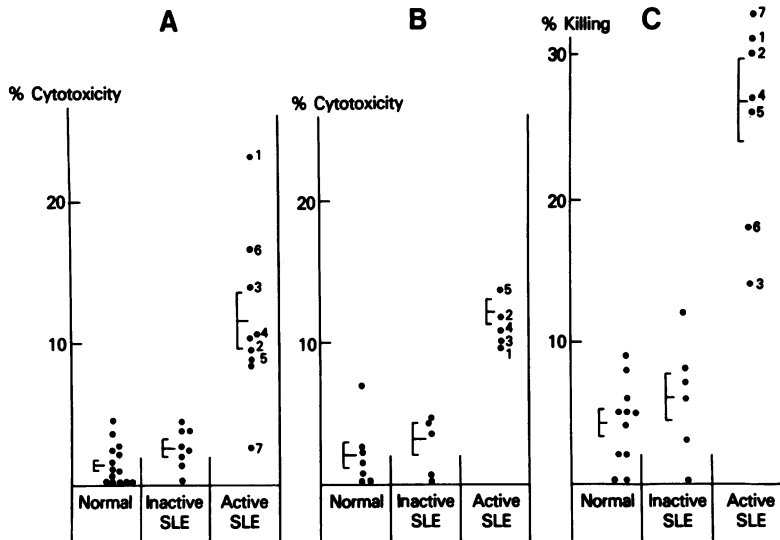 A
% Cytotoxicity
20
10
1
6
3
4
2
5
7
Normal
Inactive
SLE
Active
SLE
B
% Cytotoxicity
20
10
5
2
4
3
1
Normal
Inactive
SLE
Active
SLE
C
% Killing
30
20
10
7
1
2
4
5
6
3
Normal
Inactive
SLE
Active
SLE